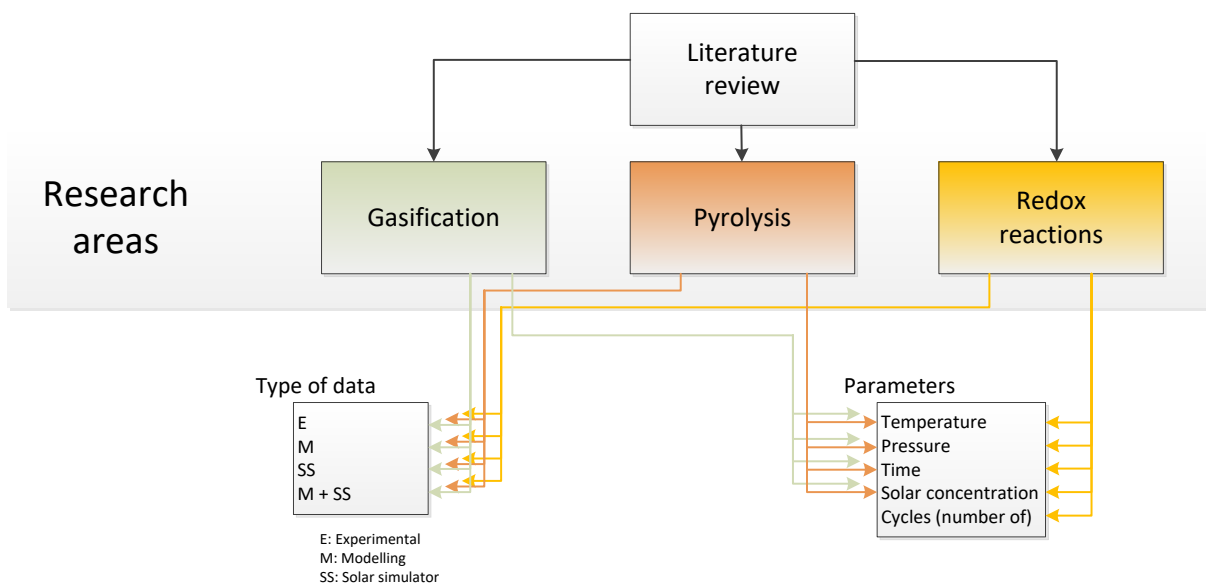 Literature
review
Research
areas
Gasification
Pyrolysis
Redox
reactions
Type of data
E
M
SS
M + SS
E: Experimental
M: Modelling
SS: Solar simulator
Parameters
Temperature
Pressure
Time
Solar concentration
Cycles (number of)